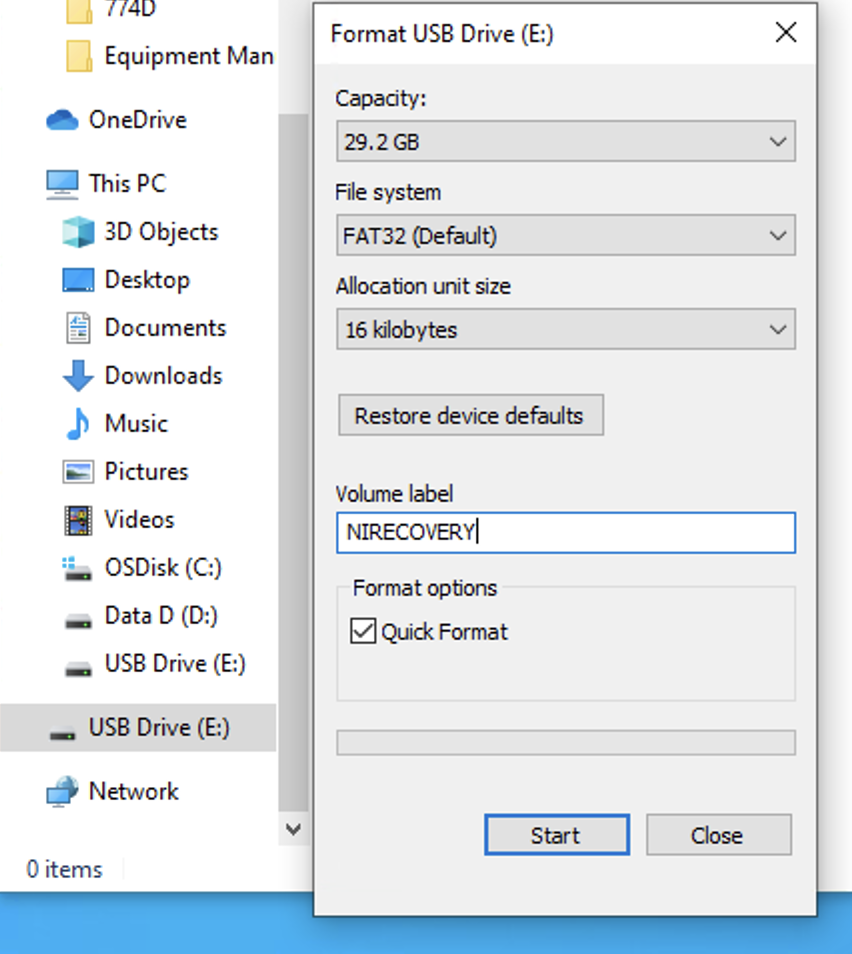 774D
Equipment Man
OneDrive
This PC
3D Objects
Desktop
Documents
Downloads
Music
Pictures
Videos
OSDisk (C:)
Data D (D:)
USB Drive (E:)
USB Drive (E:)
Network
0 items
Format USB Drive (E:)
Capacity:
29.2 GB
File system
FAT32 (Default)
Allocation unit size
16 kilobytes
Restore device defaults
Volume label
NIRECOVERY
Format options
Quick Format
Start
Close